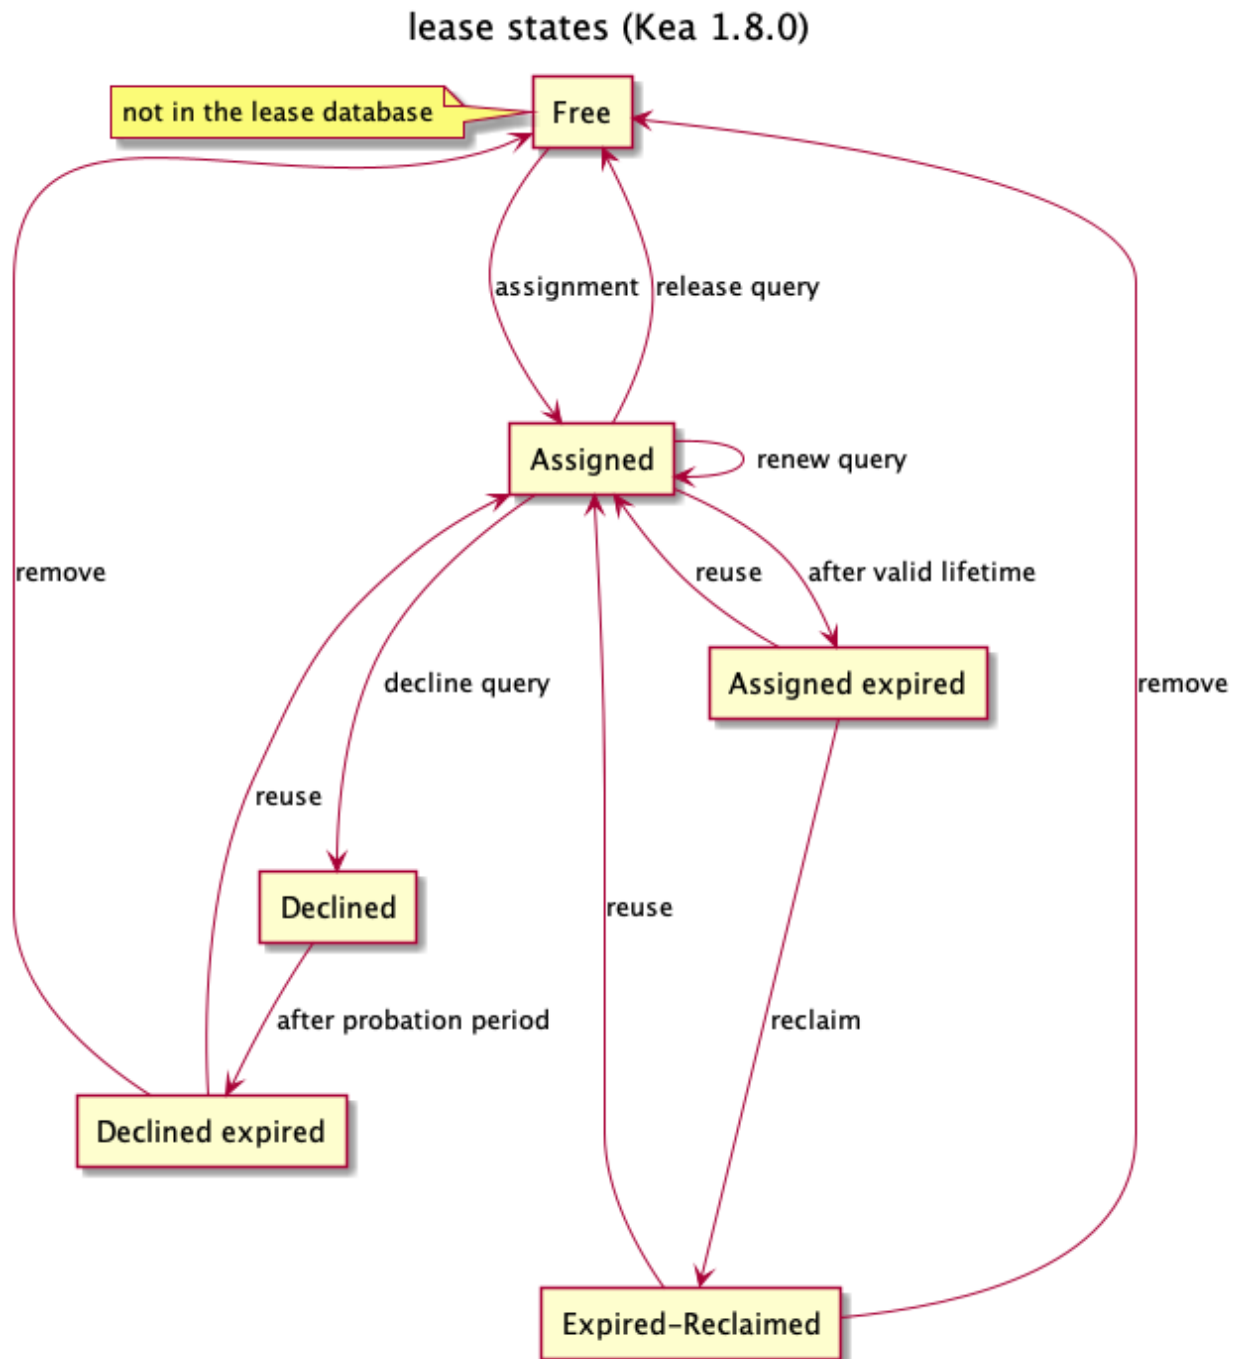 lease states (Kea 1.8.0)
not in the lease database
Free
assignment
release query
Assigned
renew query
remove
reuse
after valid lifetime
decline query
Assigned expired
remove
reuse
Declined
reuse
after probation period
reclaim
Declined expired
Expired-Reclaimed